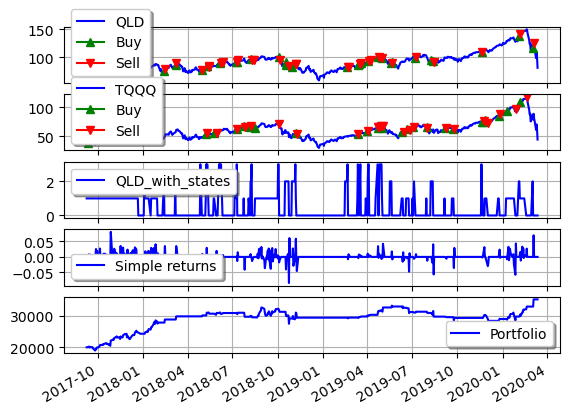 QLD
Buy
Sell
150
100
TQQQ
Buy
Sell
100
50
QLD_with_states
2
0
0.05
0.00
−0.05
Simple returns
30000
20000
Portfolio
2017-10
2018-01
2018-04
2018-07
2018-10
2019-01
2019-04
2019-07
2019-10
2020-01
2020-04